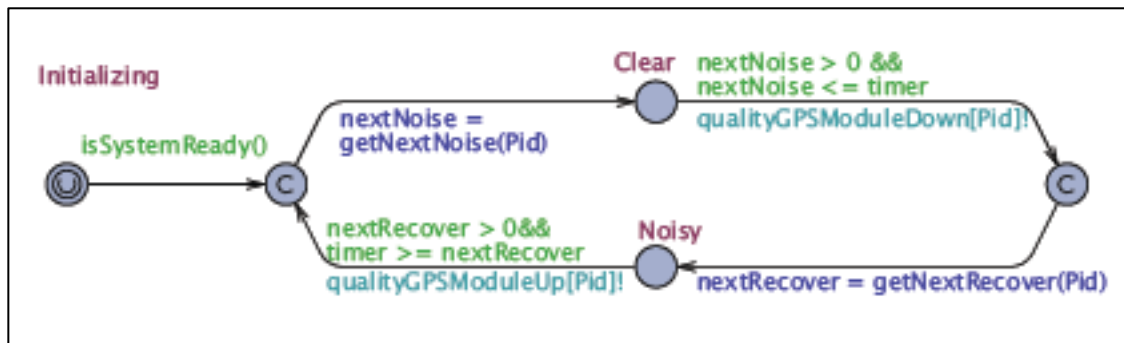 Initializing
Clear
nextNoise > 0 &&
nextNoise <= timer
qualityGPSModuleDown[Pid]!
nextNoise =
getNextNoise(Pid)
isSystemReady()
U
C
C
nextRecover > 0&&
timer >= nextRecover
qualityGPSModuleUp[Pid]!
Noisy
nextRecover = getNextRecover(Pid)